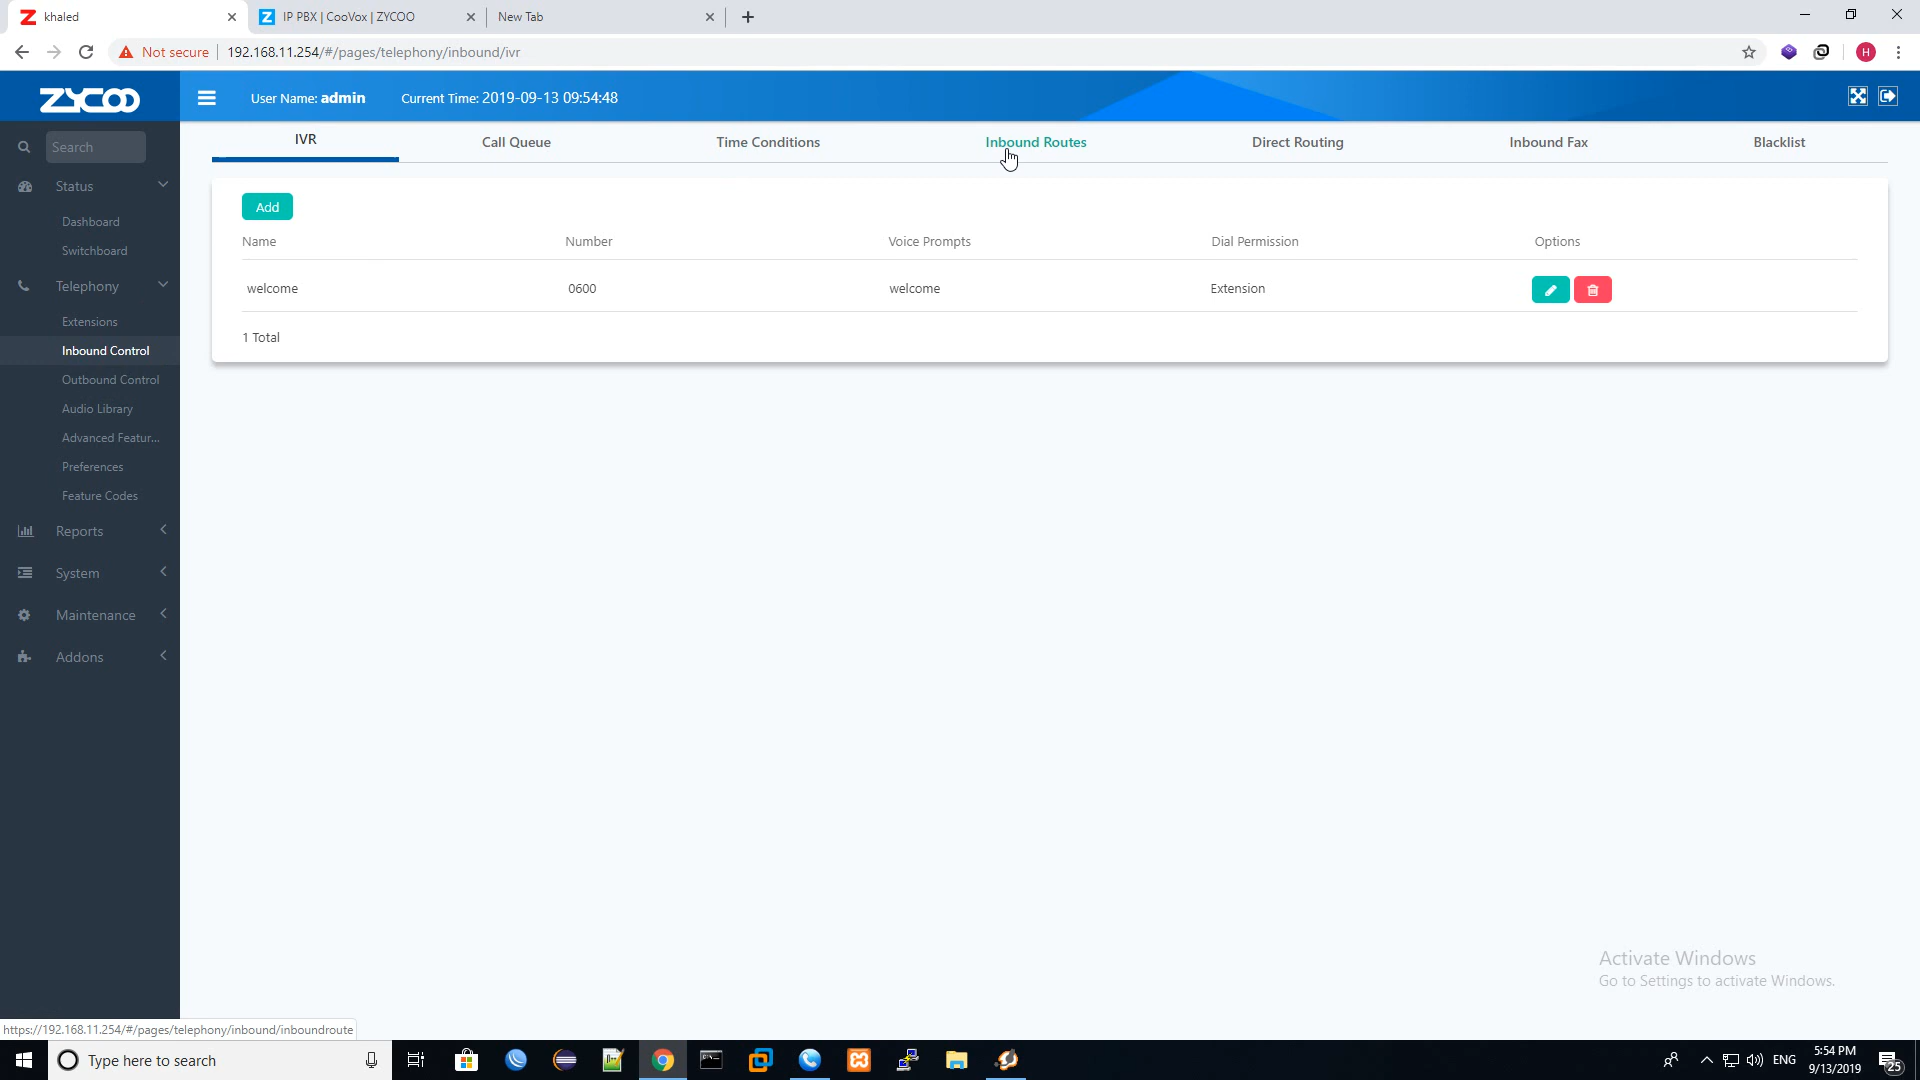 khaled
IP PBX | CooVox | ZYCOO
New Tab
Not secure
192.168.11.254/#/pages/telephony/inbound/ivr
H
ZYCOO
User Name: admin
Current Time: 2019-09-13 09:54:48
Search
Status
Dashboard
Switchboard
Telephony
Extensions
Inbound Control
Outbound Control
Audio Library
Advanced Featur...
Preferences
Feature Codes
Reports
System
Maintenance
Addons
IVR
Call Queue
Time Conditions
Inbound Routes
Direct Routing
Inbound Fax
Blacklist
Add
Name
Number
Voice Prompts
Dial Permission
Options
welcome
0600
welcome
Extension
1 Total
Activate Windows
Go to Settings to activate Windows.
https://192.168.11.254/#/pages/telephony/inbound/inboundroute
Type here to search
ENG
5:54 PM
9/13/2019
25